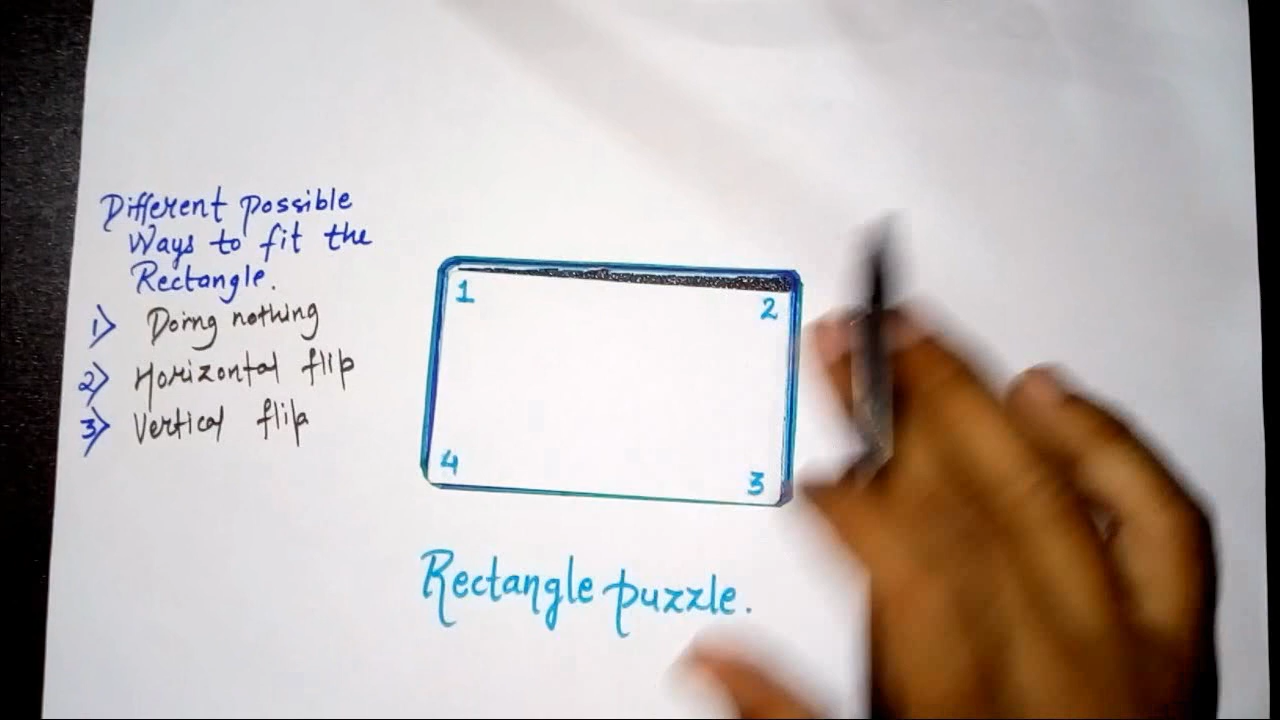 Different possible
Ways to fit the
Rectangle.
1) Doing nothing
2) Horizontal flip
3) Vertical flip
1 2
4 3
Rectangle puzzle.